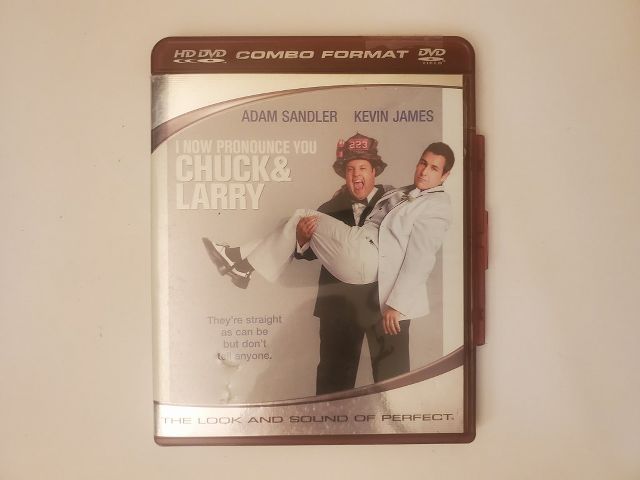 HD DVD COMBO FORMAT DVD
VIDEO
ADAM SANDLER KEVIN JAMES
I NOW PRONOUNCE YOU
CHUCK &
LARRY
223
They're straight
as can be
but don't
tell anyone.
THE LOOK AND SOUND OF PERFECT.